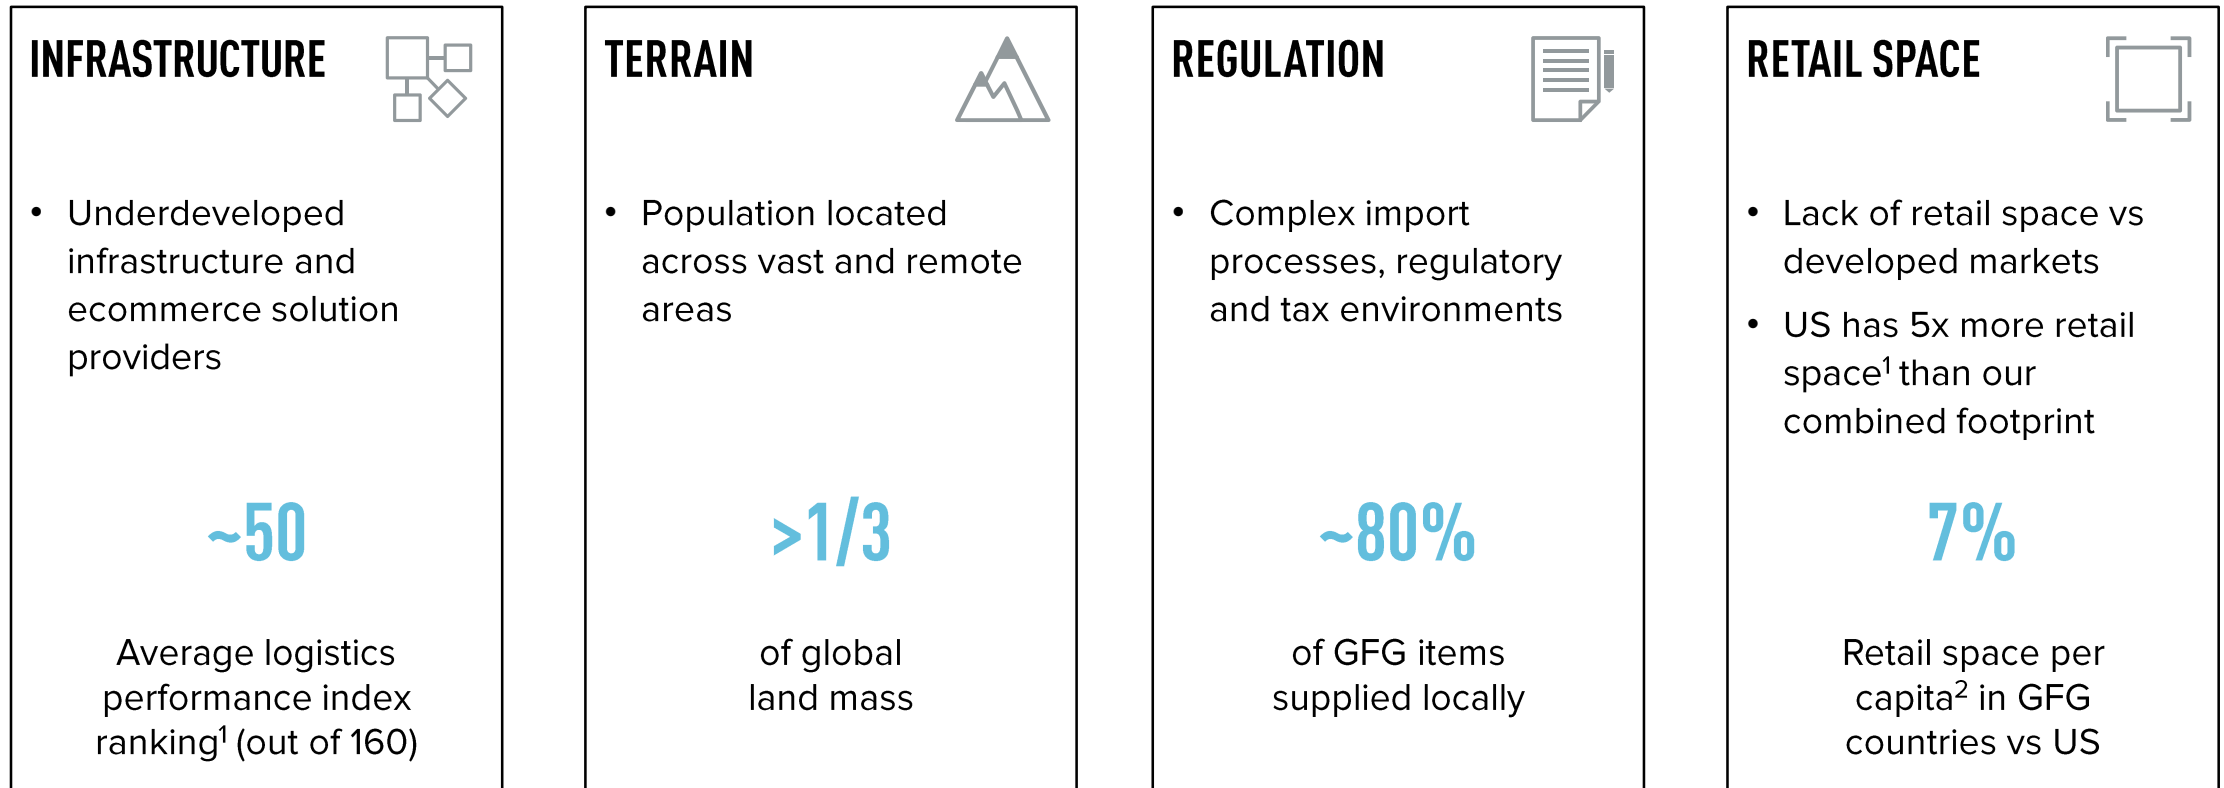 INFRASTRUCTURE
• Underdeveloped
infrastructure and
ecommerce solution
providers
~50
Average logistics
performance index
ranking¹ (out of 160)
TERRAIN
• Population located
across vast and remote
areas
>1/3
of global
land mass
REGULATION
• Complex import
processes, regulatory
and tax environments
~80%
of GFG items
supplied locally
RETAIL SPACE
• Lack of retail space vs
developed markets
• US has 5x more retail
space¹ than our
combined footprint
7%
Retail space per
capita² in GFG
countries vs US